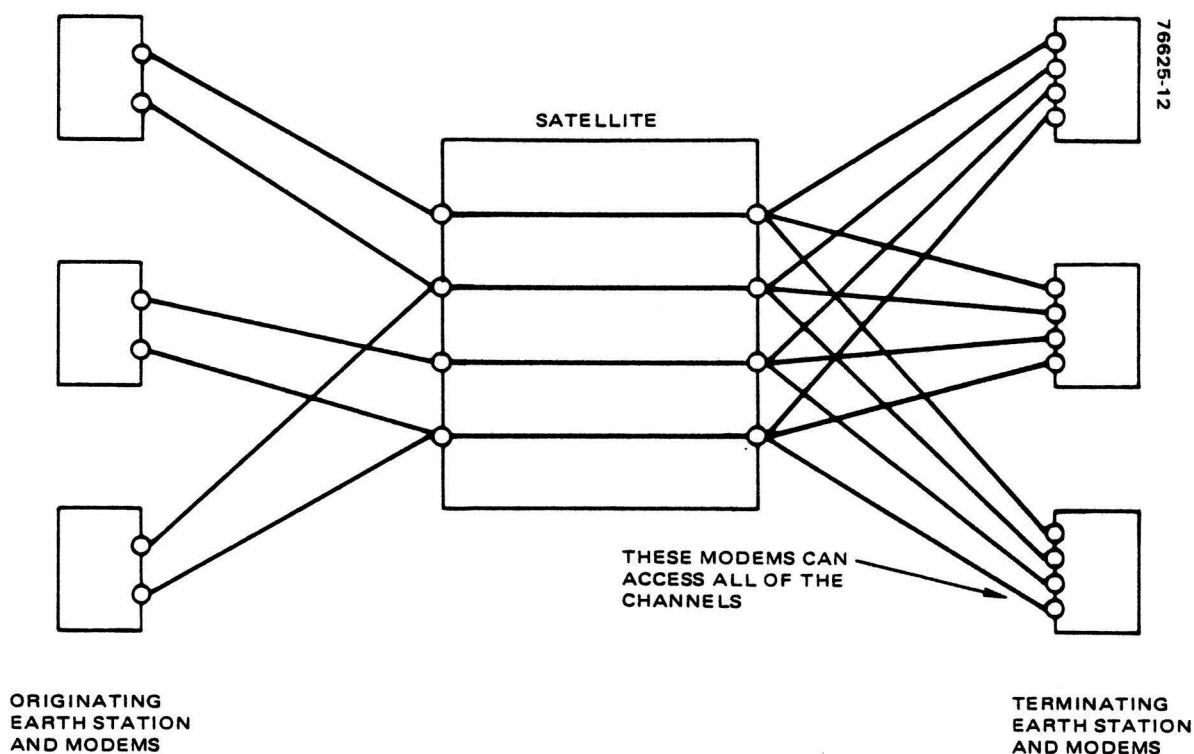 76625-12
SATELLITE
THESE MODEMS CAN
ACCESS ALL OF THE
CHANNELS
ORIGINATING
EARTH STATION
AND MODEMS
TERMINATING
EARTH STATION
AND MODEMS